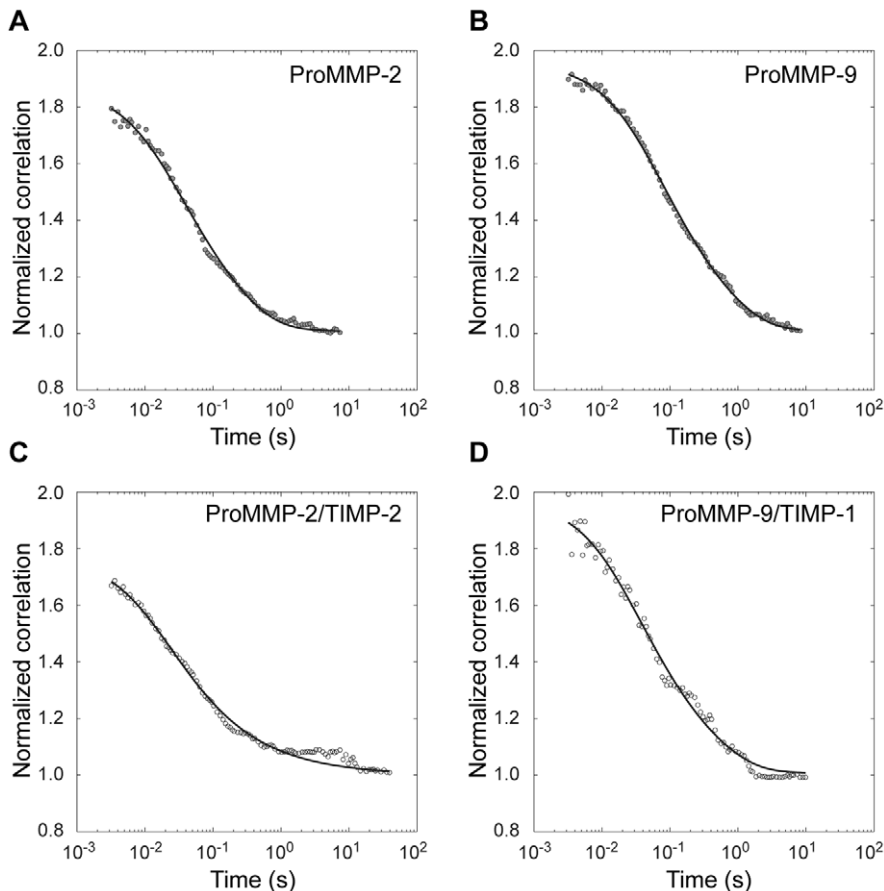 A
B
ProMMP-2
ProMMP-9
2.0
1.8
1.6
1.4
1.2
1.0
0.8
Normalized correlation
10⁻³ 10⁻² 10⁻¹ 10⁰ 10¹ 10²
Time (s)
2.0
1.8
1.6
1.4
1.2
1.0
0.8
Normalized correlation
10⁻³ 10⁻² 10⁻¹ 10⁰ 10¹ 10²
Time (s)
C
D
ProMMP-2/TIMP-2
ProMMP-9/TIMP-1
2.0
1.8
1.6
1.4
1.2
1.0
0.8
Normalized correlation
10⁻³ 10⁻² 10⁻¹ 10⁰ 10¹ 10²
Time (s)
2.0
1.8
1.6
1.4
1.2
1.0
0.8
Normalized correlation
10⁻³ 10⁻² 10⁻¹ 10⁰ 10¹ 10²
Time (s)